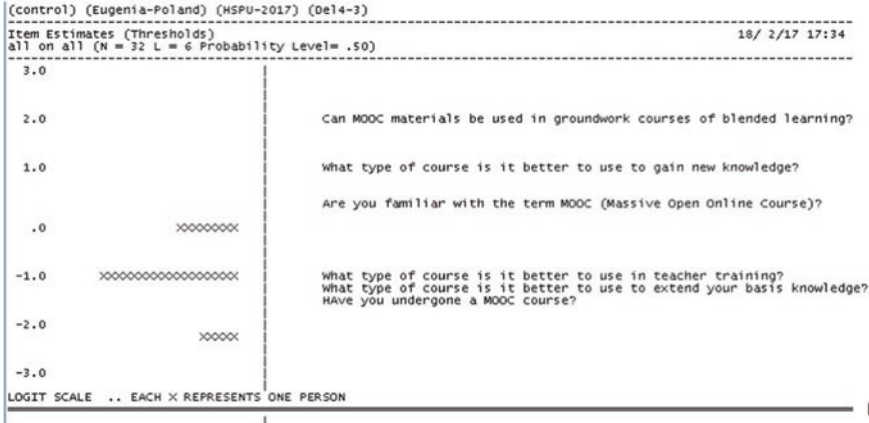 (control) (Eugenia-Poland) (HSPU-2017) (Del4-3)
Item Estimates (Thresholds) 18/ 2/17 17:34
all on all (N = 32 L = 6 Probability Level= .50)
3.0
2.0 Can MOOC materials be used in groundwork courses of blended learning?
1.0 What type of course is it better to use to gain new knowledge?
Are you familiar with the term MOOC (Massive Open Online Course)?
.0 XXXXXXXX
-1.0 XXXXXXXXXXXXXXXXXXX What type of course is it better to use in teacher training?
What type of course is it better to use to extend your basis knowledge?
HAve you undergone a MOOC course?
-2.0
XXXXX
-3.0
LOGIT SCALE .. EACH X REPRESENTS ONE PERSON